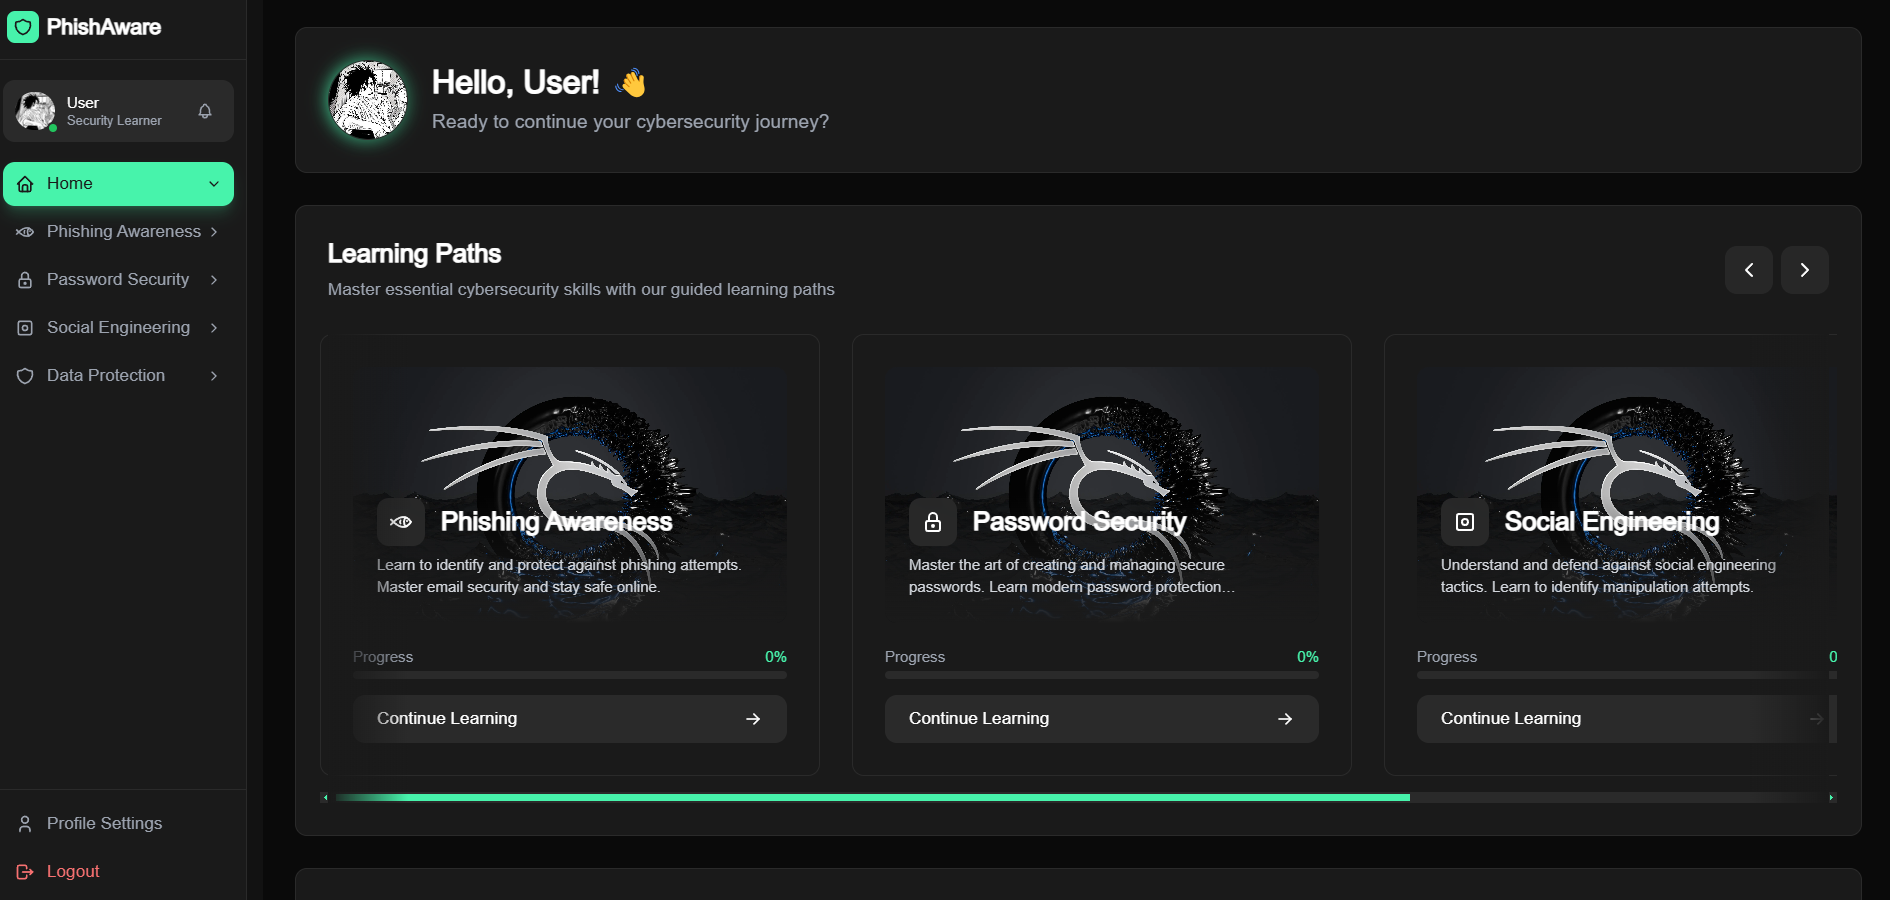 PhishAware
User
Security Learner
Home
Phishing Awareness
Password Security
Social Engineering
Data Protection
Profile Settings
Logout
Hello, User! 👋
Ready to continue your cybersecurity journey?
Learning Paths
Master essential cybersecurity skills with our guided learning paths
Phishing Awareness
Learn to identify and protect against phishing attempts.
Master email security and stay safe online.
Progress 0%
Continue Learning
Password Security
Master the art of creating and managing secure
passwords. Learn modern password protection...
Progress 0%
Continue Learning
Social Engineering
Understand and defend against social engineering
tactics. Learn to identify manipulation attempts.
Progress 0
Continue Learning